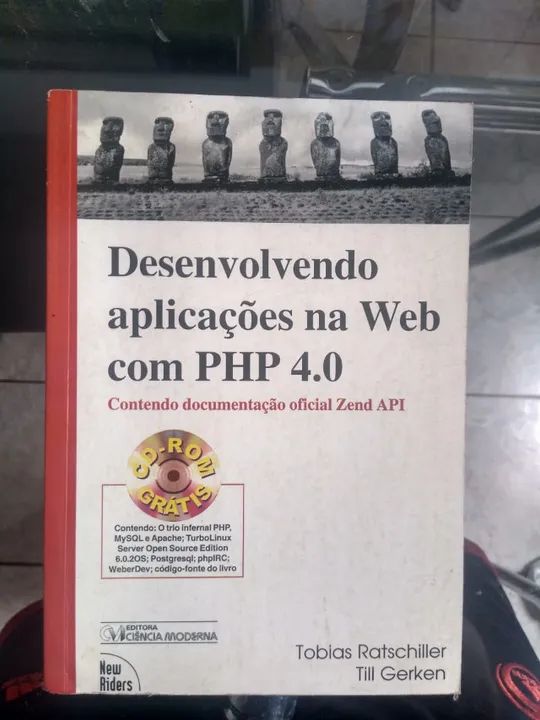 Desenvolvendo
aplicações na Web
com PHP 4.0
Contendo documentação oficial Zend API
CD-ROM
GRÁTIS
Contendo: O trio infernal PHP,
MySQL e Apache; TurboLinux
Server Open Source Edition
6.0.2OS; Postgresql; phpIRC;
WeberDev; código-fonte do livro
EDITORA
CIÊNCIA MODERNA
New
Riders
Tobias Ratschiller
Till Gerken